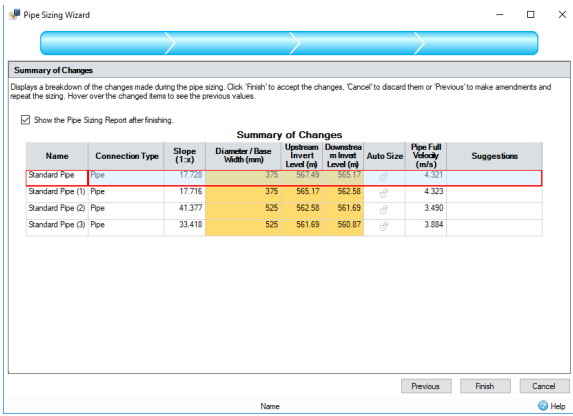 Pipe Sizing Wizard
Summary of Changes
Displays a breakdown of the changes made during the pipe sizing. Click 'Finish' to accept the changes, 'Cancel' to discard them or 'Previous' to make amendments and
repeat the sizing. Hover over the changed items to see the previous values.
Show the Pipe Sizing Report after finishing.
Summary of Changes
Name Connection Type Slope (1:x) Diameter / Base Width (mm) Upstream Invert Level (m) Downstrea m Invert Level (m) Auto Size Pipe Full Velocity (m/s) Suggestions
Standard Pipe Pipe 17.728 375 567.49 565.17 4.321
Standard Pipe (1) Pipe 17.716 375 565.17 562.58 4.323
Standard Pipe (2) Pipe 41.377 525 562.58 561.69 3.490
Standard Pipe (3) Pipe 33.418 525 561.69 560.87 3.884
Previous Finish Cancel
Name Help